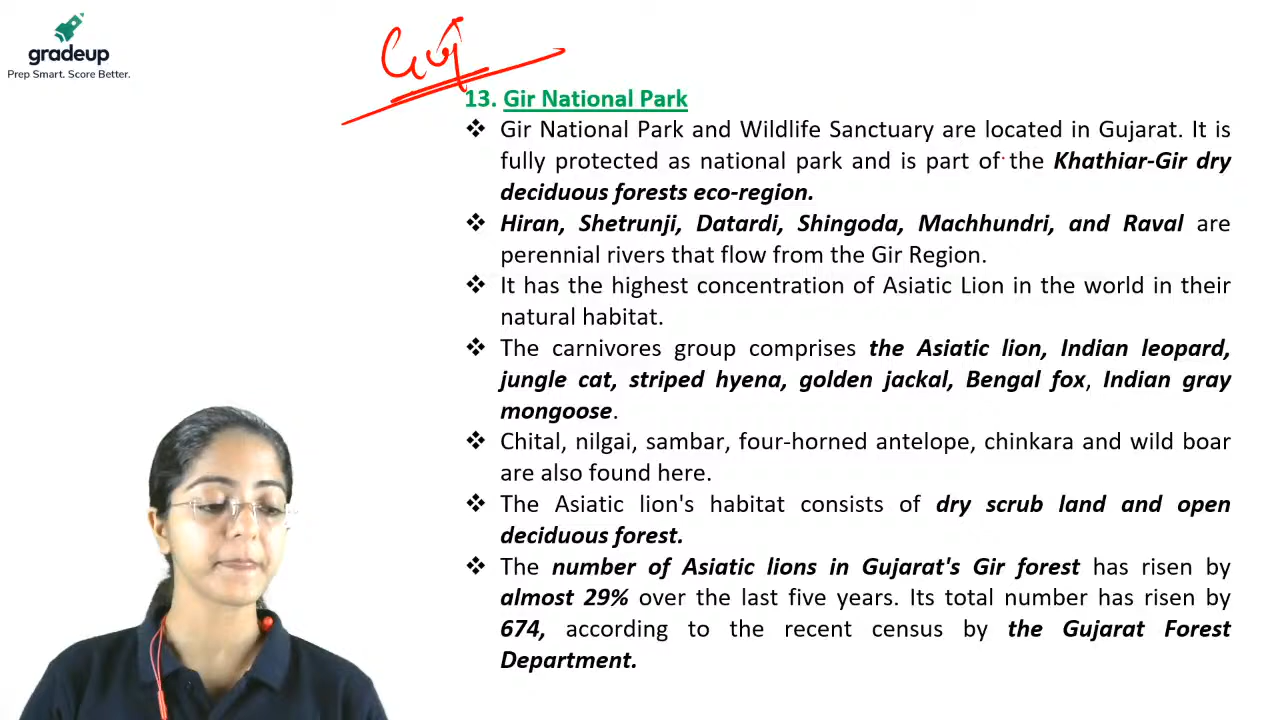 gradeup
Prep Smart. Score Better.
Guj
13. Gir National Park
❖ Gir National Park and Wildlife Sanctuary are located in Gujarat. It is
fully protected as national park and is part of the Khathiar-Gir dry
deciduous forests eco-region.
❖ Hiran, Shetrunji, Datardi, Shingoda, Machhundri, and Raval are
perennial rivers that flow from the Gir Region.
❖ It has the highest concentration of Asiatic Lion in the world in their
natural habitat.
❖ The carnivores group comprises the Asiatic lion, Indian leopard,
jungle cat, striped hyena, golden jackal, Bengal fox, Indian gray
mongoose.
❖ Chital, nilgai, sambar, four-horned antelope, chinkara and wild boar
are also found here.
❖ The Asiatic lion's habitat consists of dry scrub land and open
deciduous forest.
❖ The number of Asiatic lions in Gujarat's Gir forest has risen by
almost 29% over the last five years. Its total number has risen by
674, according to the recent census by the Gujarat Forest
Department.